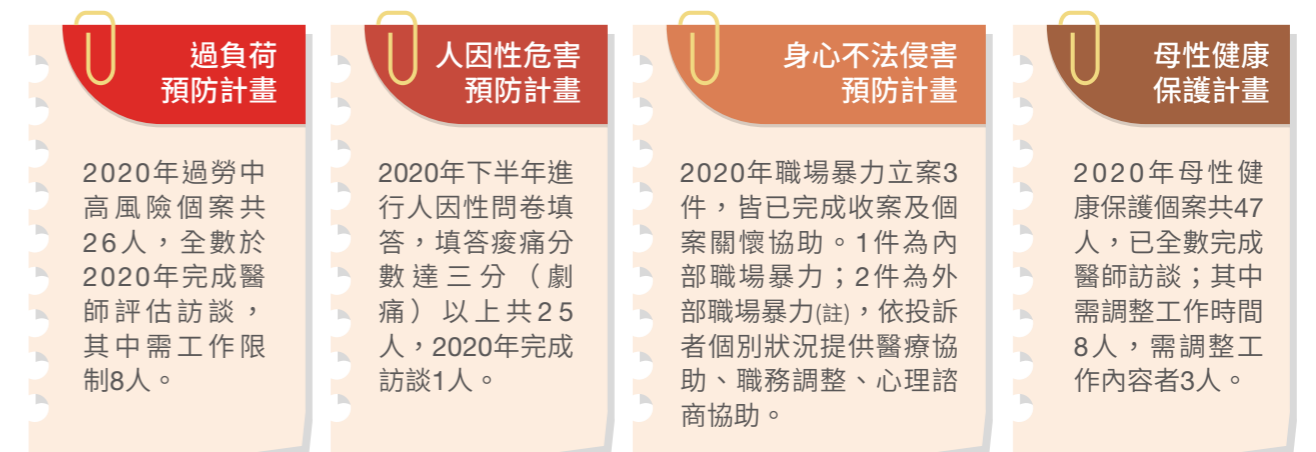 過負荷
預防計畫
2020年過勞中
高風險個案共
26人，全數於
2020年完成醫
師評估訪談，
其中需工作限
制8人。
人因性危害
預防計畫
2020年下半年進
行人因性問卷填
答，填答痠痛分
數達三分（劇
痛）以上共25
人，2020年完成
訪談1人。
身心不法侵害
預防計畫
2020年職場暴力立案3
件，皆已完成收案及個
案關懷協助。1件為內
部職場暴力；2件為外
部職場暴力(註)，依投訴
者個別狀況提供醫療協
助、職務調整、心理諮
商協助。
母性健康
保護計畫
2020年母性健
康保護個案共47
人，已全數完成
醫師訪談；其中
需調整工作時間
8人，需調整工
作內容者3人。